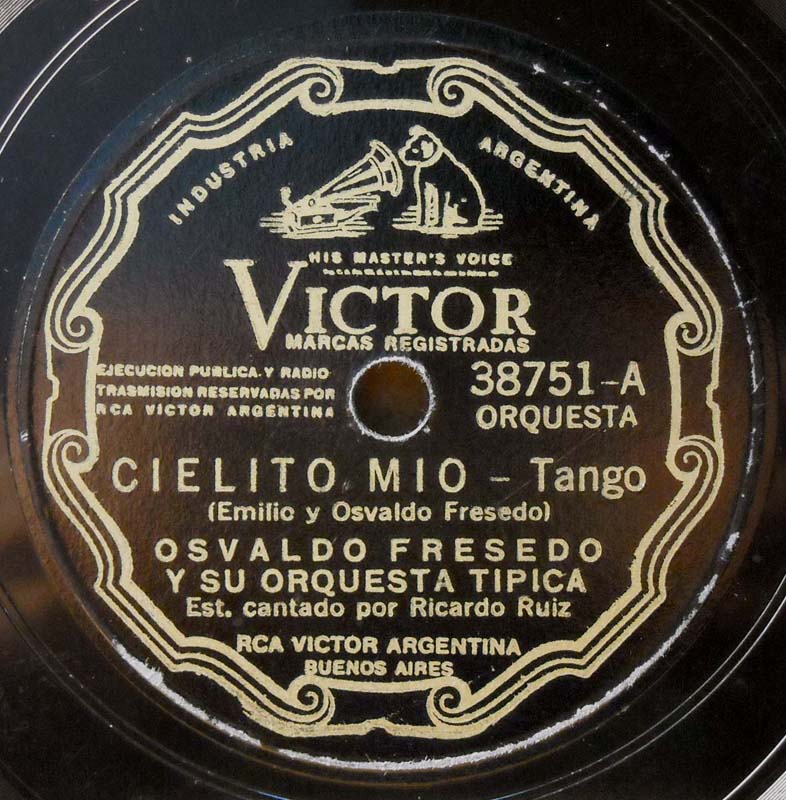 INDUSTRIA ARGENTINA
HIS MASTER'S VOICE
VICTOR
MARCAS REGISTRADAS
EJECUCION PUBLICA Y RADIO
TRASMISION RESERVADAS POR
RCA VICTOR ARGENTINA
38751-A
ORQUESTA
CIELITO MIO - Tango
(Emilio y Osvaldo Fresedo)
OSVALDO FRESEDO
Y SU ORQUESTA TIPICA
Est. cantado por Ricardo Ruiz
RCA VICTOR ARGENTINA
BUENOS AIRES